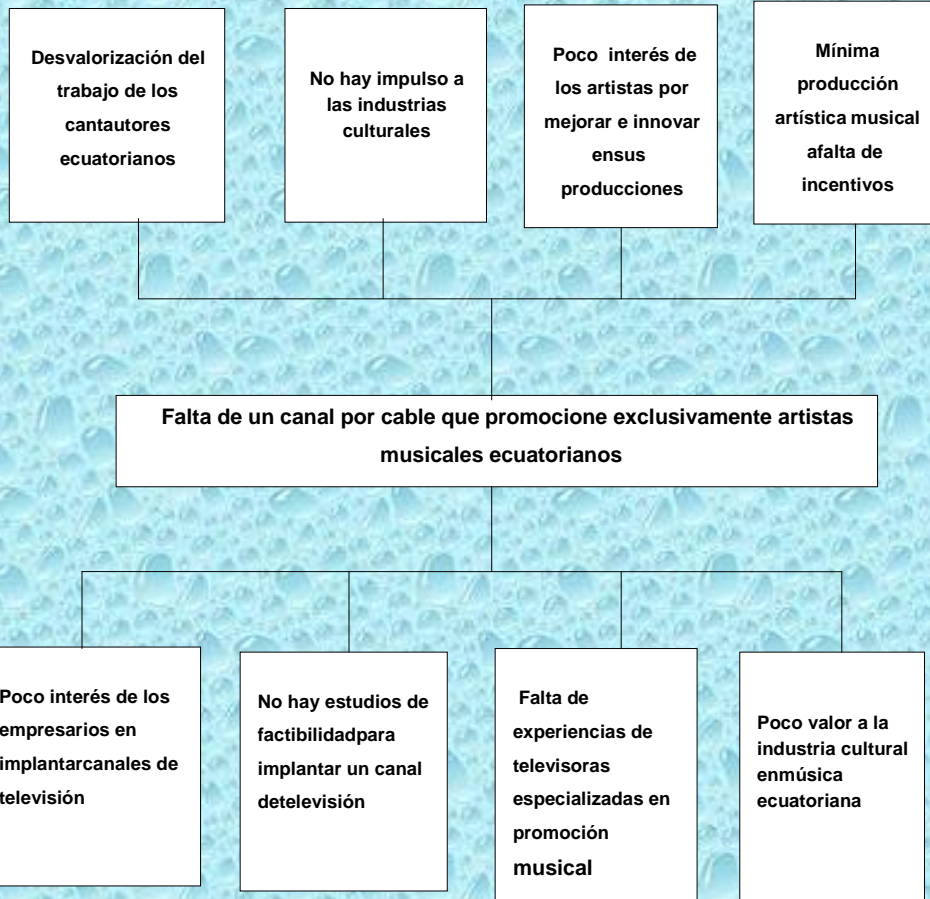 Desvalorización del
trabajo de los
cantautores
ecuatorianos
No hay impulso a
las industrias
culturales
Poco interés de
los artistas por
mejorar e innovar
ensus
producciones
Mínima
producción
artística musical
afalta de
incentivos
Falta de un canal por cable que promocione exclusivamente artistas
musicales ecuatorianos
Poco interés de los
empresarios en
implantarcanales de
televisión
No hay estudios de
factibilidadpara
implantar un canal
detelevisión
Falta de
experiencias de
televisoras
especializadas en
promoción
musical
Poco valor a la
industria cultural
enmúsica
ecuatoriana